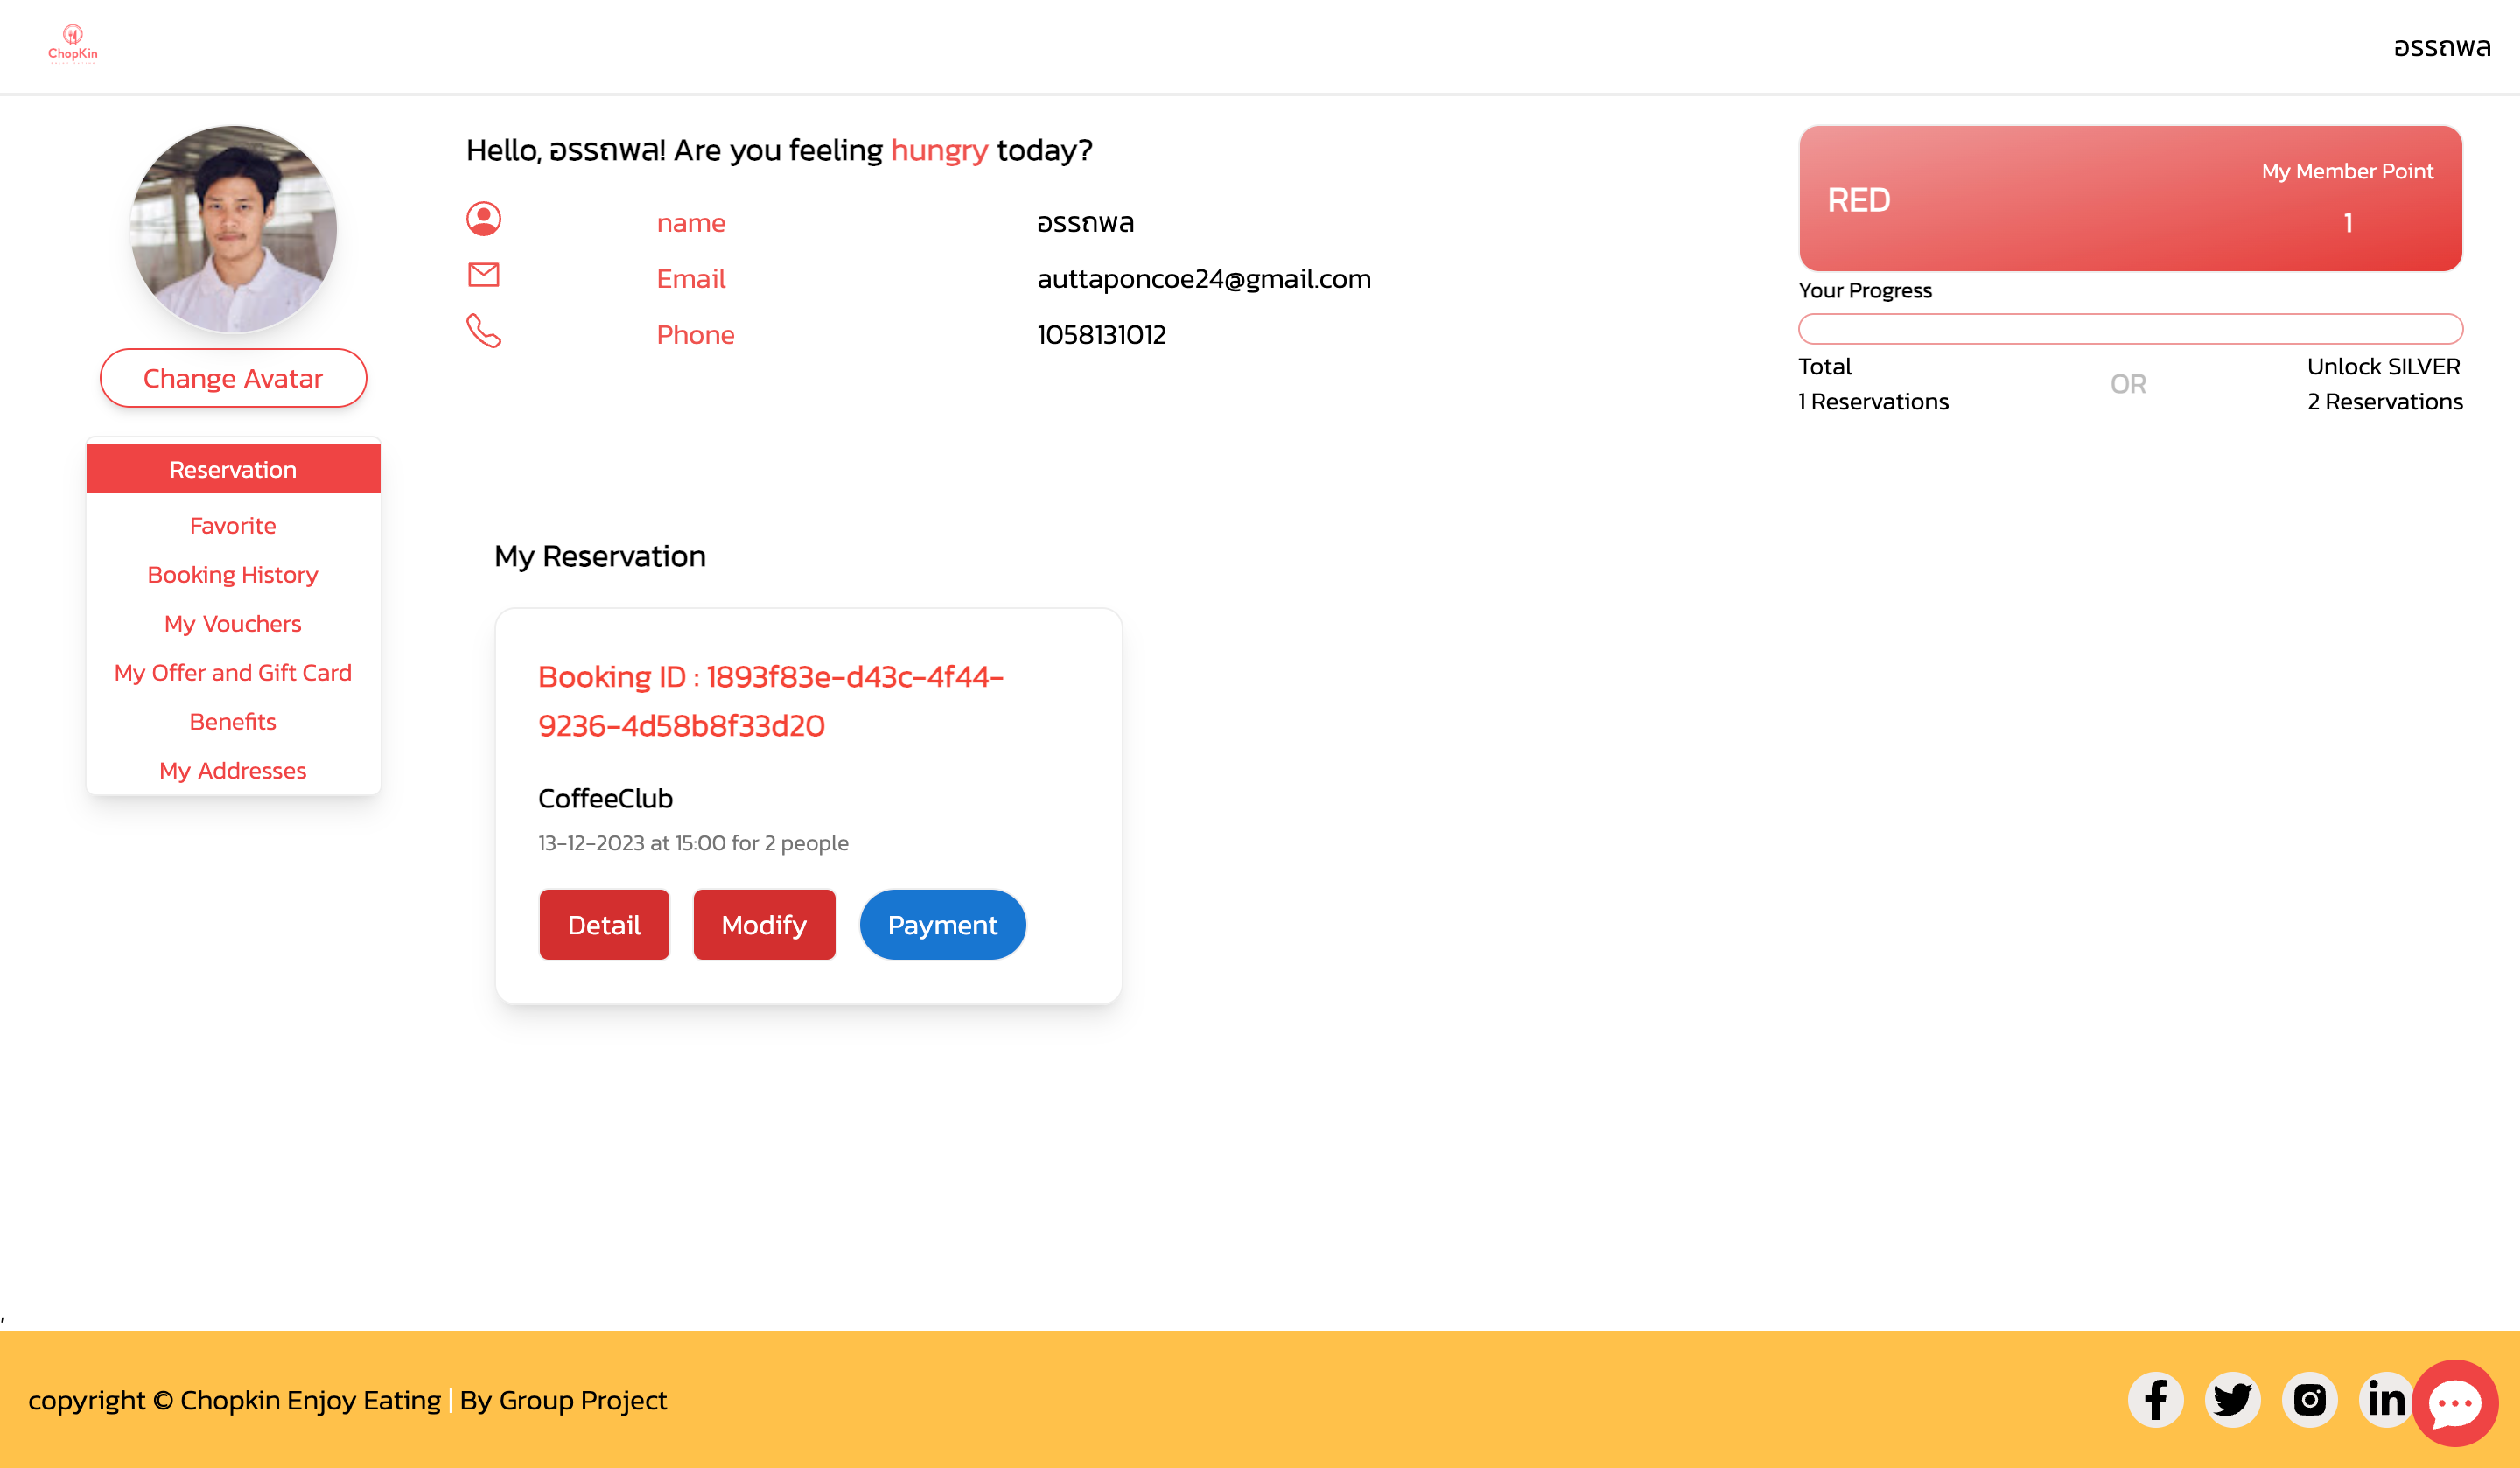 ChopKin
อรรถพล
Hello, อรรถพล! Are you feeling hungry today?
name อรรถพล
Email auttaponcoe24@gmail.com
Phone 1058131012
RED
My Member Point
1
Your Progress
Total
1 Reservations
OR
Unlock SILVER
2 Reservations
Change Avatar
Reservation
Favorite
Booking History
My Vouchers
My Offer and Gift Card
Benefits
My Addresses
My Reservation
Booking ID : 1893f83e-d43c-4f44-
9236-4d58b8f33d20
CoffeeClub
13-12-2023 at 15:00 for 2 people
Detail Modify Payment
,
copyright © Chopkin Enjoy Eating | By Group Project